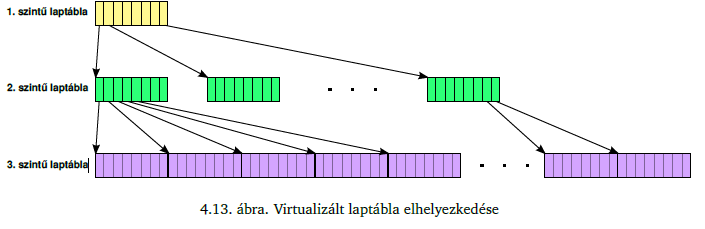 1. szintű laptábla
2. szintű laptábla
. . .
3. szintű laptábla
. . .
4.13. ábra. Virtualizált laptábla elhelyezkedése